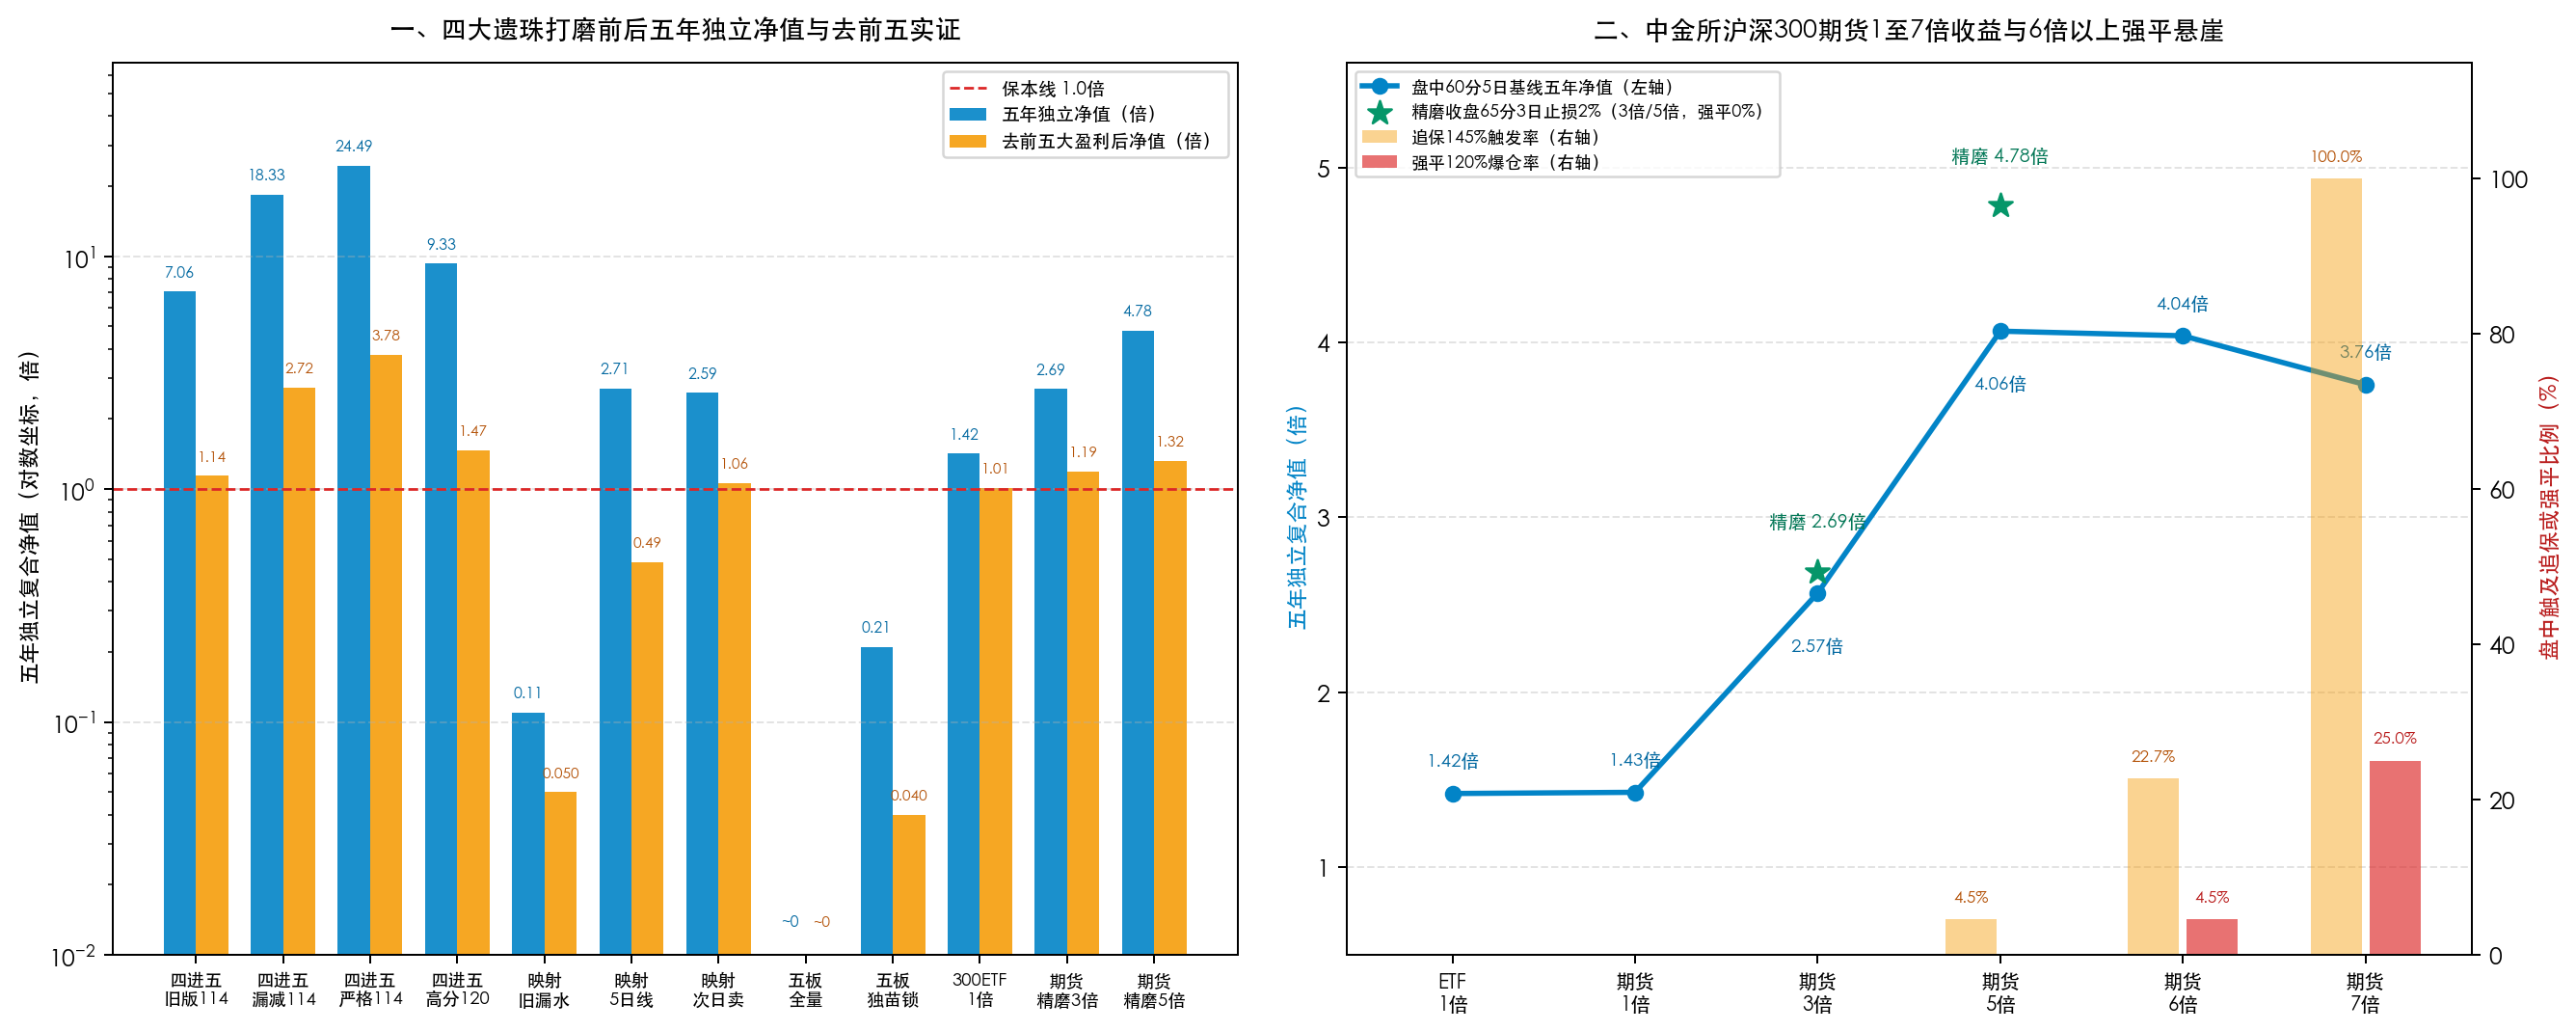 一、四大遗珠打磨前后五年独立净值与去前五实证
保本线 1.0倍
五年独立净值（倍）
去前五大盈利后净值（倍）
五年独立复合净值（对数坐标，倍）
10¹
10⁰
10⁻¹
10⁻²
7.06
1.14
18.33
2.72
24.49
3.78
9.33
1.47
0.11
0.050
2.71
0.49
2.59
1.06
~0
~0
0.21
0.040
1.42
1.01
2.69
1.19
4.78
1.32
四进五
旧版114
四进五
漏减114
四进五
严格114
四进五
高分120
映射
旧漏水
映射
5日线
映射
次日卖
五板
全量
五板
独苗锁
300ETF
1倍
期货
精磨3倍
期货
精磨5倍
二、中金所沪深300期货1至7倍收益与6倍以上强平悬崖
盘中60分5日基线五年净值（左轴）
精磨收盘65分3日止损2%（3倍/5倍，强平0%）
追保145%触发率（右轴）
强平120%爆仓率（右轴）
五年独立复合净值（倍）
5
4
3
2
1
1.42倍
1.43倍
精磨 2.69倍
2.57倍
精磨 4.78倍
4.06倍
4.04倍
3.76倍
4.5%
22.7%
4.5%
100.0%
25.0%
100
80
60
40
20
0
盘中触及追保或强平比例（%）
ETF
1倍
期货
1倍
期货
3倍
期货
5倍
期货
6倍
期货
7倍